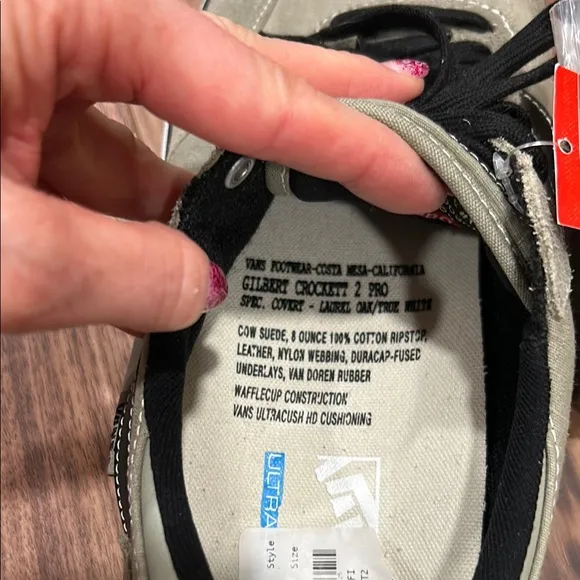 VANS FOOTWEAR-COSTA MESA-CALIFORNIA
GILBERT CROCKETT 2 PRO
SPEC. COVERT - LAUREL OAK/TRUE WHITE
COW SUEDE, 8 OUNCE 100% COTTON RIPSTOP,
LEATHER, NYLON WEBBING, DURACAP-FUSED
UNDERLAYS, VAN DOREN RUBBER
WAFFLECUP CONSTRUCTION
VANS ULTRACUSH HD CUSHIONING
ULTRA
Style
Size